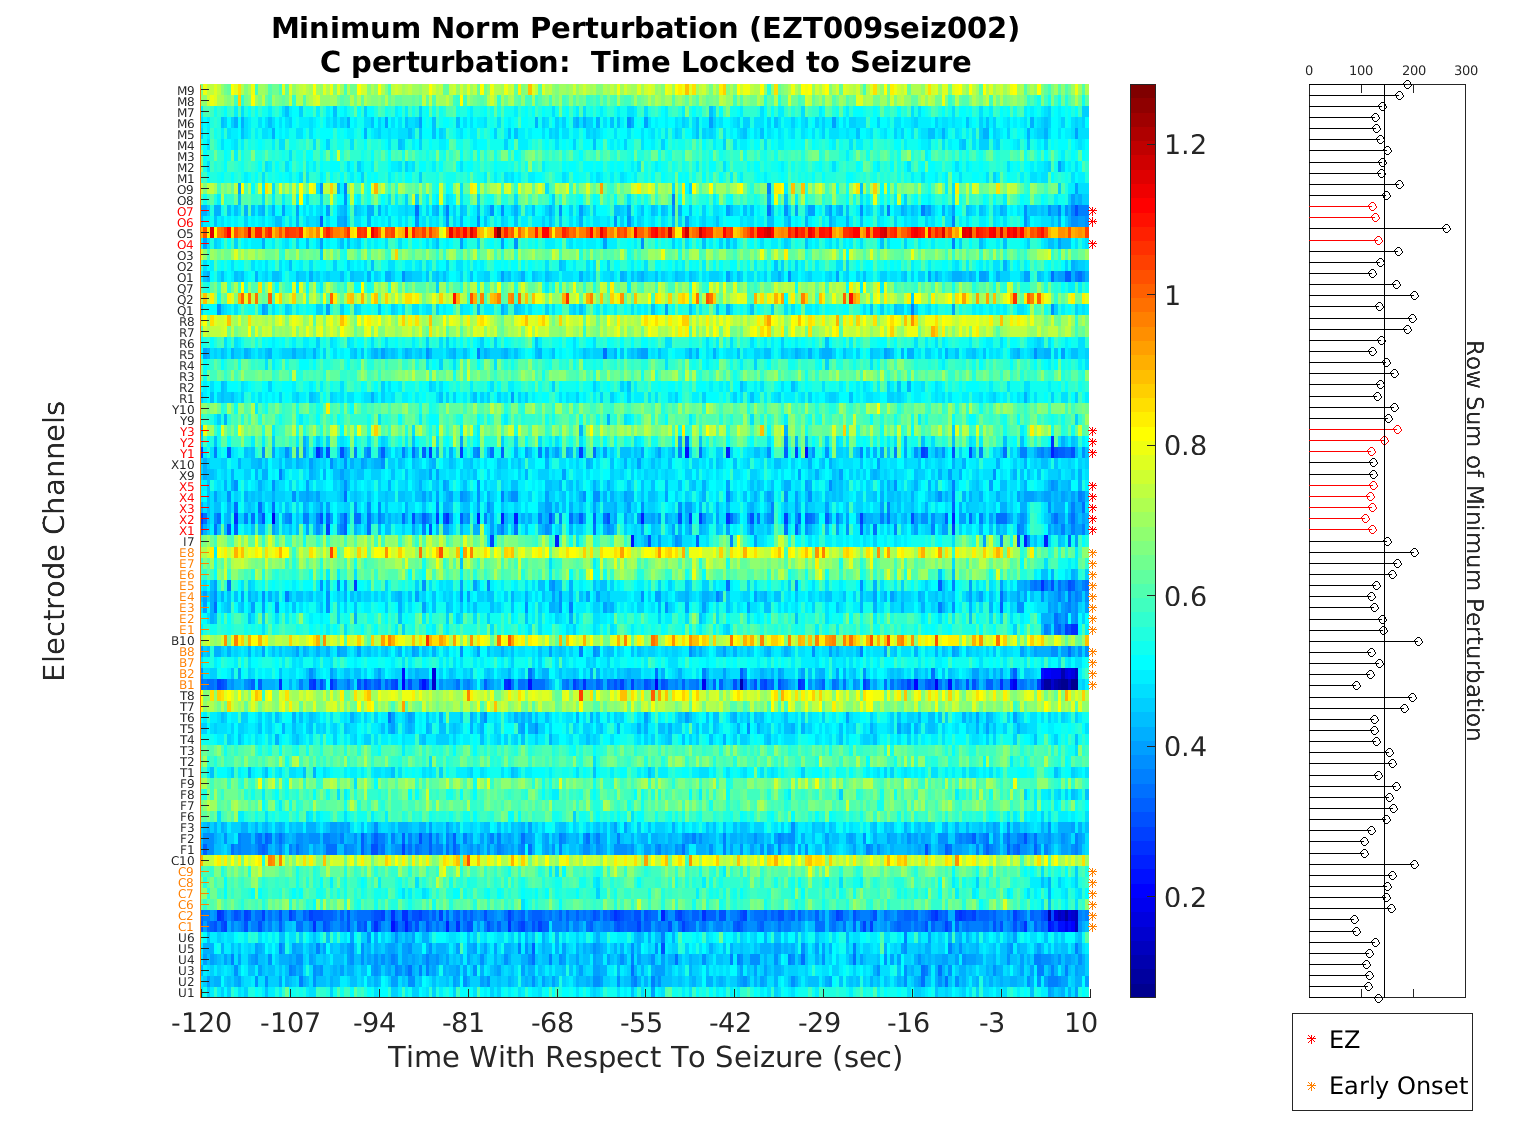 Minimum Norm Perturbation (EZT009seiz002)
C perturbation:  Time Locked to Seizure
0 100 200 300
M9
M8
M7
M6
M5
M4
M3
M2
M1
O9
O8
O7
O6
O5
O4
O3
O2
O1
Q7
Q2
Q1
R8
R7
R6
R5
R4
R3
R2
R1
Y10
Y9
Y3
Y2
Y1
X10
X9
X5
X4
X3
X2
X1
I7
E8
E7
E6
E5
E4
E3
E2
E1
B10
B8
B7
B2
B1
T8
T7
T6
T5
T4
T3
T2
T1
F9
F8
F7
F6
F3
F2
F1
C10
C9
C8
C7
C6
C2
C1
U6
U5
U4
U3
U2
U1
Electrode Channels
-120 -107 -94 -81 -68 -55 -42 -29 -16 -3 10
Time With Respect To Seizure (sec)
1.2
1
0.8
0.6
0.4
0.2
Row Sum of Minimum Perturbation
EZ
Early Onset